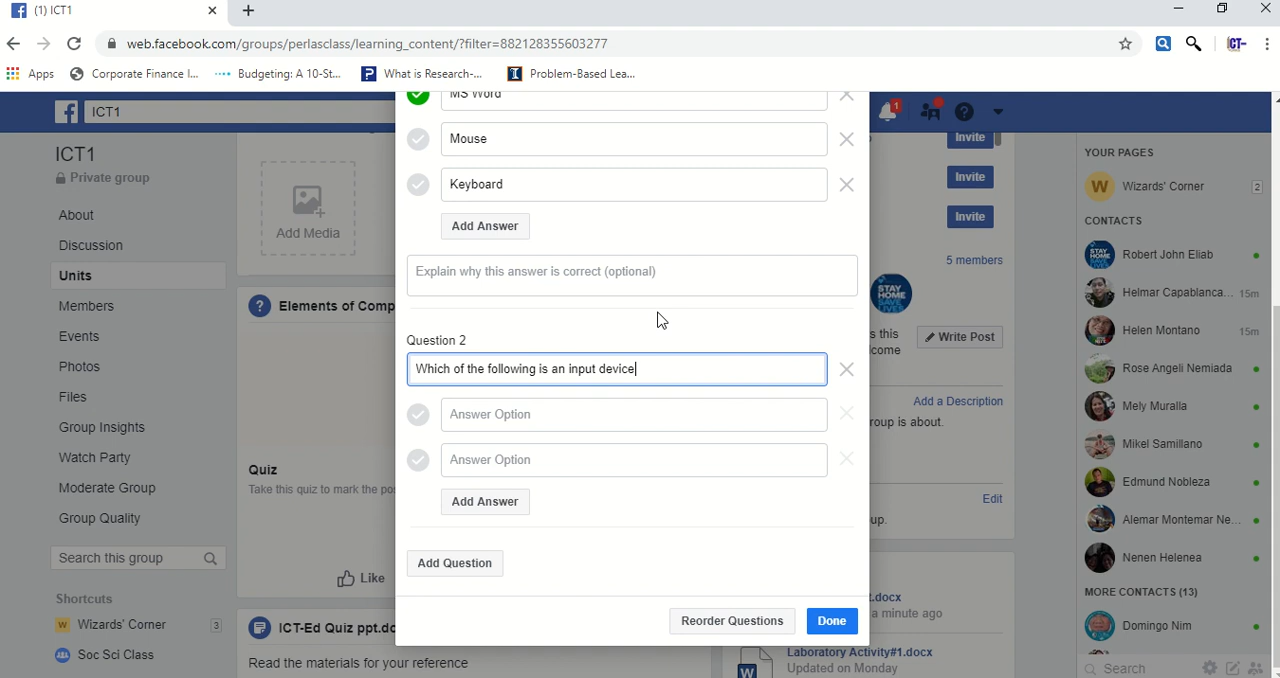 (1) ICT1
web.facebook.com/groups/perlasclass/learning_content/?filter=882128355603277
ICT-
Apps
Corporate Finance I...
Budgeting: A 10-St...
What is Research-...
Problem-Based Lea...
ICT1
1
ICT1
Private group
About
Discussion
Units
Members
Events
Photos
Files
Group Insights
Watch Party
Moderate Group
Group Quality
Search this group
Shortcuts
W Wizards' Corner 3
Soc Sci Class
Add Media
Elements of Comp
Quiz
Take this quiz to mark the po
Like
ICT-Ed Quiz ppt.do
Read the materials for your reference
MS Word
Mouse
Keyboard
Add Answer
Explain why this answer is correct (optional)
Question 2
Which of the following is an input device
Answer Option
Answer Option
Add Answer
Add Question
Reorder Questions
Done
Invite
Invite
Invite
5 members
STAY HOME SAVE LIVES
s this
come
Write Post
Add a Description
roup is about.
Edit
up.
t.docx
a minute ago
Laboratory Activity#1.docx
Updated on Monday
YOUR PAGES
W Wizards' Corner 2
CONTACTS
Robert John Eliab
Helmar Capablanca... 15m
Helen Montano 15m
Rose Angeli Nemiada
Mely Muralla
Mikel Samillano
Edmund Nobleza
Alemar Montemar Ne...
Nenen Helenea
MORE CONTACTS (13)
Domingo Nim
Search